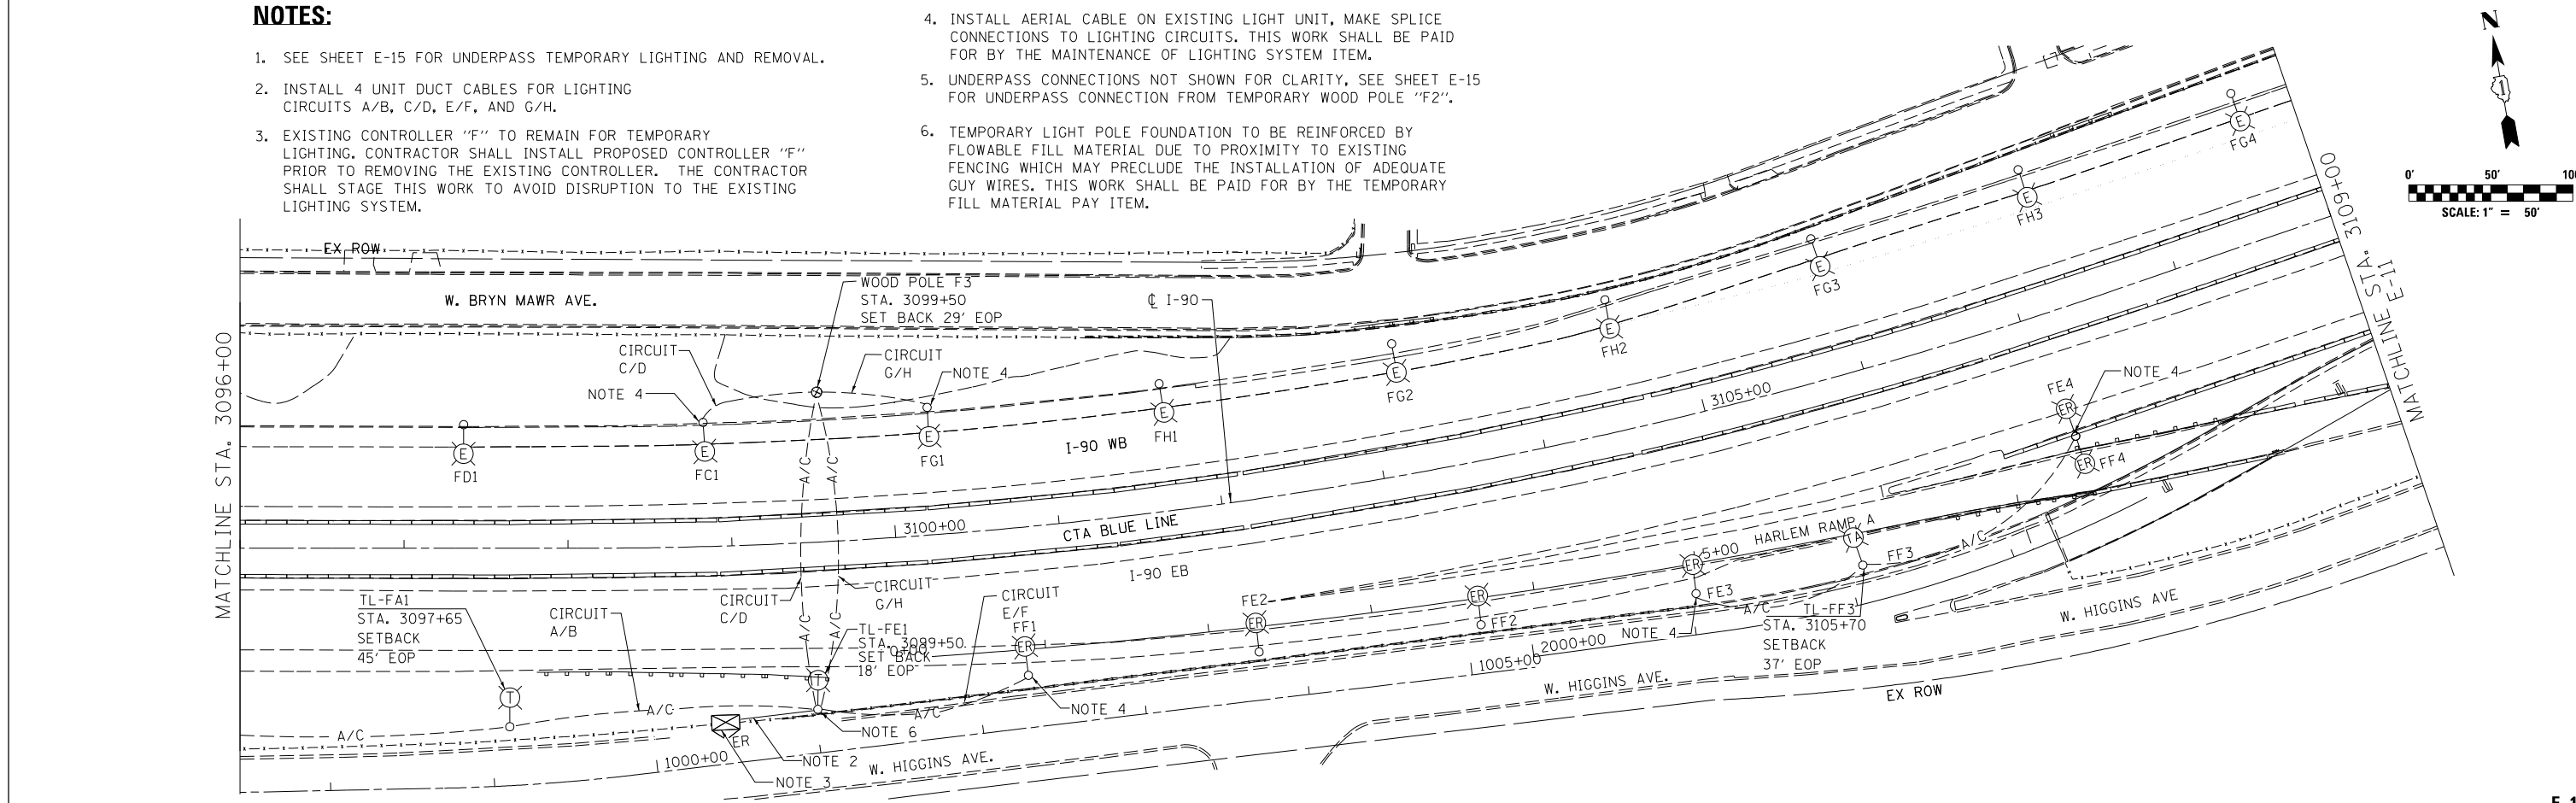 NOTES:
1. SEE SHEET E-15 FOR UNDERPASS TEMPORARY LIGHTING AND REMOVAL.
2. INSTALL 4 UNIT DUCT CABLES FOR LIGHTING
CIRCUITS A/B, C/D, E/F, AND G/H.
3. EXISTING CONTROLLER "F" TO REMAIN FOR TEMPORARY
LIGHTING. CONTRACTOR SHALL INSTALL PROPOSED CONTROLLER "F"
PRIOR TO REMOVING THE EXISTING CONTROLLER. THE CONTRACTOR
SHALL STAGE THIS WORK TO AVOID DISRUPTION TO THE EXISTING
LIGHTING SYSTEM.
4. INSTALL AERIAL CABLE ON EXISTING LIGHT UNIT, MAKE SPLICE
CONNECTIONS TO LIGHTING CIRCUITS. THIS WORK SHALL BE PAID
FOR BY THE MAINTENANCE OF LIGHTING SYSTEM ITEM.
5. UNDERPASS CONNECTIONS NOT SHOWN FOR CLARITY, SEE SHEET E-15
FOR UNDERPASS CONNECTION FROM TEMPORARY WOOD POLE "F2".
6. TEMPORARY LIGHT POLE FOUNDATION TO BE REINFORCED BY
FLOWABLE FILL MATERIAL DUE TO PROXIMITY TO EXISTING
FENCING WHICH MAY PRECLUDE THE INSTALLATION OF ADEQUATE
GUY WIRES. THIS WORK SHALL BE PAID FOR BY THE TEMPORARY
FILL MATERIAL PAY ITEM.
N
1
0' 50'
SCALE: 1" = 50'
EX ROW
W. BRYN MAWR AVE.
WOOD POLE F3
STA. 3099+50
SET BACK 29' EOP
℄ I-90
MATCHLINE STA. 3096+00
MATCHLINE STA. 3109+00
E-11
CIRCUIT
C/D
CIRCUIT
G/H
NOTE 4
NOTE 4
E
FD1
E
FC1
E
FG1
E
FH1
E
FG2
E
FH2
E
FG3
E
FH3
E
FG4
A/C
A/C
I-90 WB
3105+00
3100+00
CTA BLUE LINE
I-90 EB
FE4
ER
NOTE 4
ER
FF4
HARLEM RAMP A
5+00
TA
FF3
A/C
ER
FE3
A/C
TL-FF3
STA. 3105+70
SETBACK
37' EOP
NOTE 4
ER
FF2
FE2
ER
CIRCUIT
E/F
FF1
ER
CIRCUIT
C/D
CIRCUIT
G/H
A/C
A/C
TL-FE1
STA. 3099+50
SET BACK
18' EOP
0+00
T
TL-FA1
STA. 3097+65
SETBACK
45' EOP
T
CIRCUIT
A/B
A/C
A/C
A/C
NOTE 4
NOTE 6
ER
NOTE 2
NOTE 3
1000+00
1005+00
2000+00
W. HIGGINS AVE.
W. HIGGINS AVE.
W. HIGGINS AVE
EX ROW